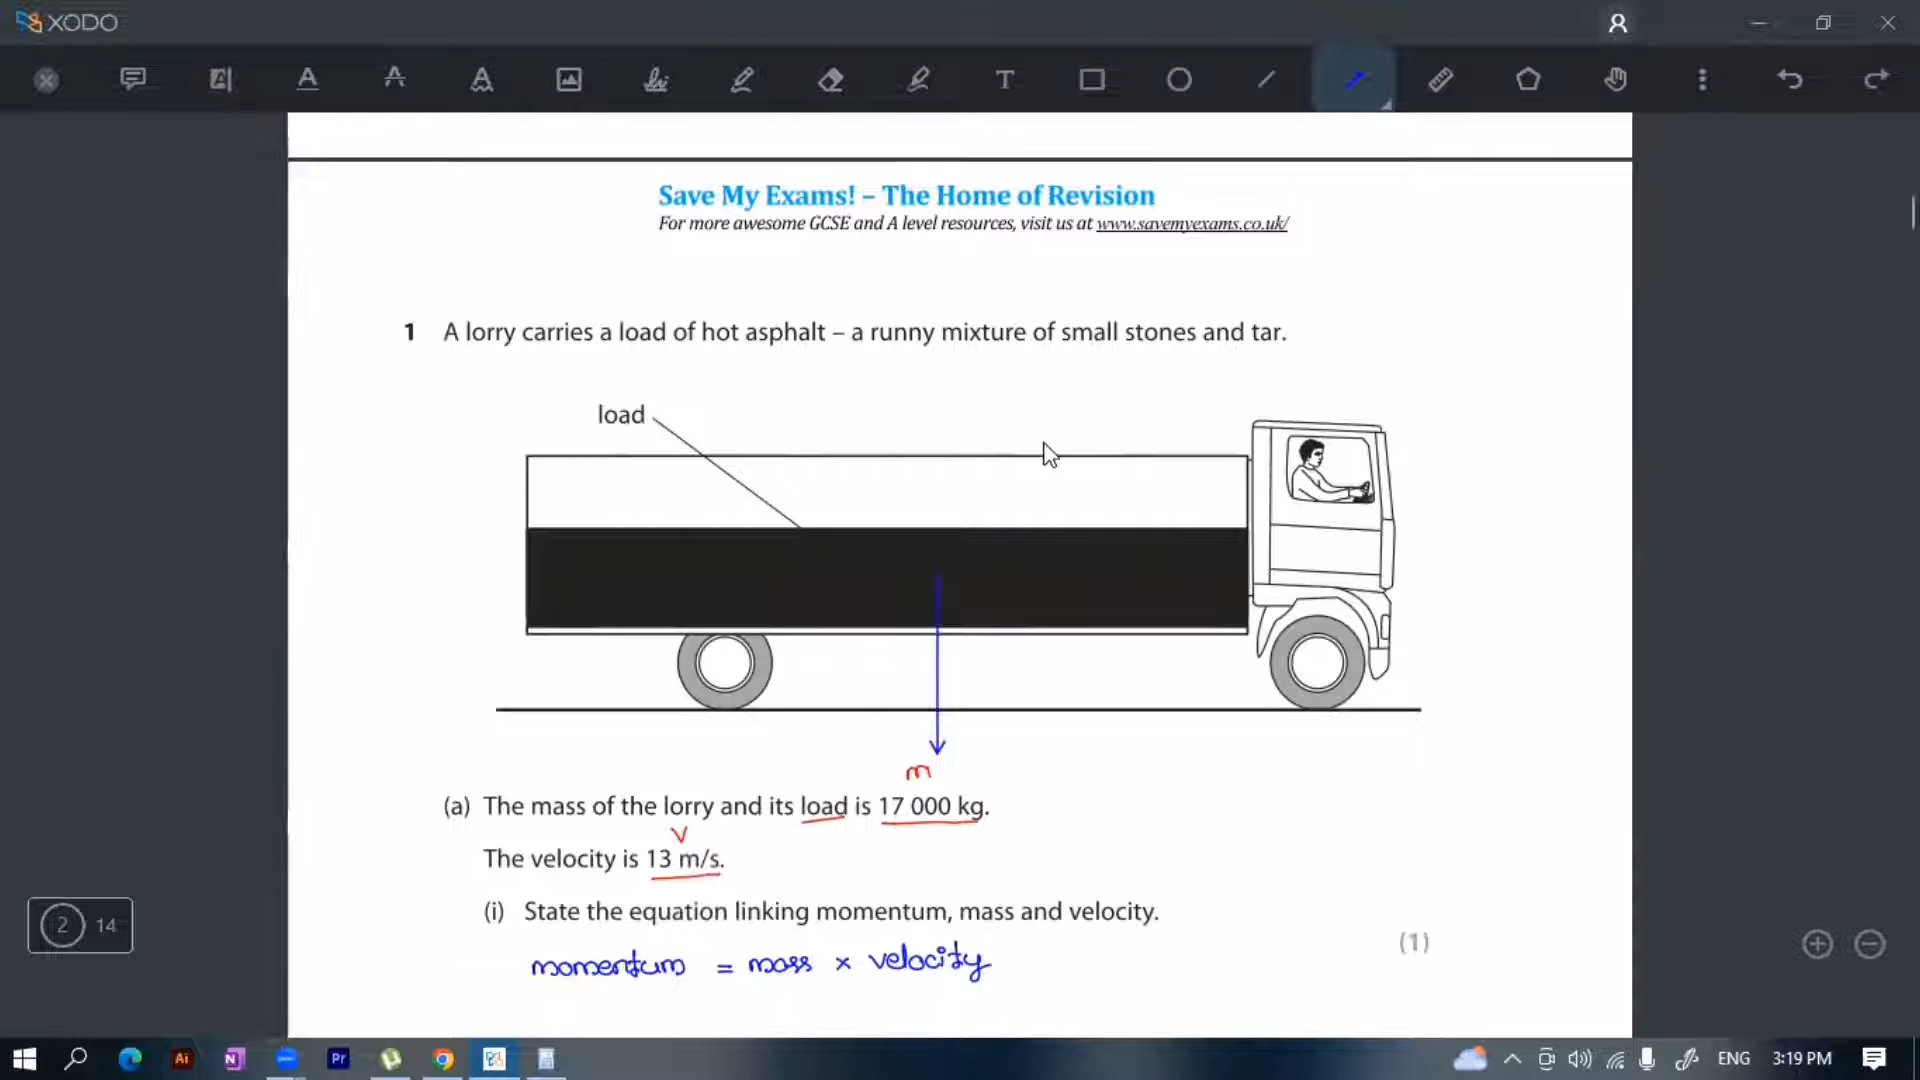 XODO
Save My Exams! – The Home of Revision
For more awesome GCSE and A level resources, visit us at www.savemyexams.co.uk/
1 A lorry carries a load of hot asphalt – a runny mixture of small stones and tar.
load
m
(a) The mass of the lorry and its load is 17 000 kg.
v
The velocity is 13 m/s.
(i) State the equation linking momentum, mass and velocity.
(1)
momentum = mass × velocity
2 14
ENG 3:19 PM